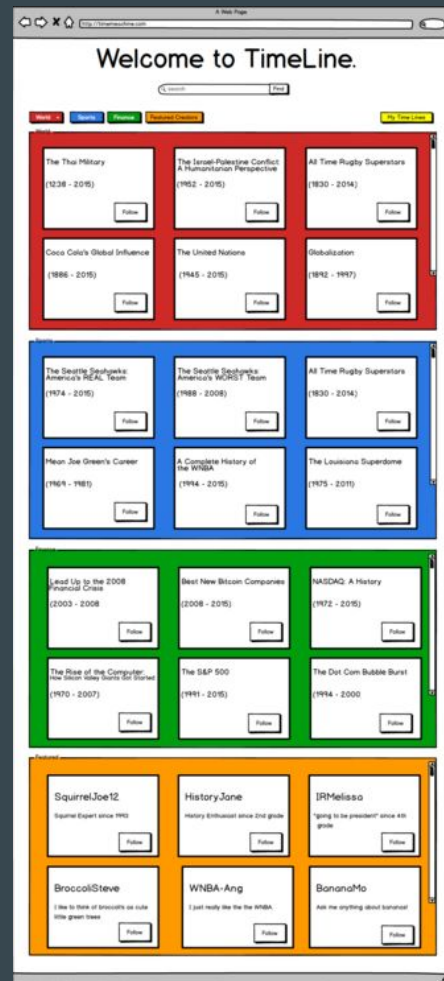 A Web Page
http://timemachine.com
Welcome to TimeLine.
search
Find
World
Sports
Finance
Featured Creators
My Time Lines
World
The Thai Military
(1238 - 2015)
Follow
The Israel-Palestine Conflict:
A Humanitarian Perspective
(1952 - 2015)
Follow
All Time Rugby Superstars
(1830 - 2014)
Follow
Coca Cola's Global Influence
(1886 - 2015)
Follow
The United Nations
(1945 - 2015)
Follow
Globalization
(1892 - 1997)
Follow
Sports
The Seattle Seahawks:
America's REAL Team
(1974 - 2015)
Follow
The Seattle Seahawks:
America's WORST Team
(1988 - 2008)
Follow
All Time Rugby Superstars
(1830 - 2014)
Follow
Mean Joe Green's Career
(1969 - 1981)
Follow
A Complete History of
the WNBA
(1994 - 2015)
Follow
The Louisiana Superdome
(1975 - 2011)
Follow
Finance
Lead Up to the 2008
Financial Crisis
(2003 - 2008
Follow
Best New Bitcoin Companies
(2008 - 2015)
Follow
NASDAQ: A History
(1972 - 2015)
Follow
The Rise of the Computer:
How Silicon Valley Giants Got Started
(1970 - 2007)
Follow
The S&P 500
(1991 - 2015)
Follow
The Dot Com Bubble Burst
(1994 - 2000
Follow
Featured
SquirrelJoe12
Squirrel Expert since 1993
Follow
HistoryJane
History Enthusiast since 2nd grade
Follow
IRMelissa
"going to be president" since 4th
grade
Follow
BroccoliSteve
I like to think of broccolis as cute
little green trees
Follow
WNBA-Ang
I just really like the the WNBA.
Follow
BananaMo
Ask me anything about bananas!
Follow